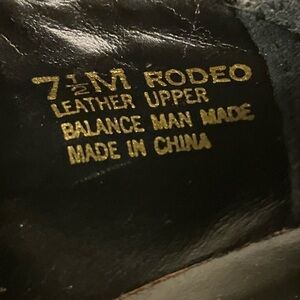 7½M RODEO
LEATHER UPPER
BALANCE MAN MADE
MADE IN CHINA